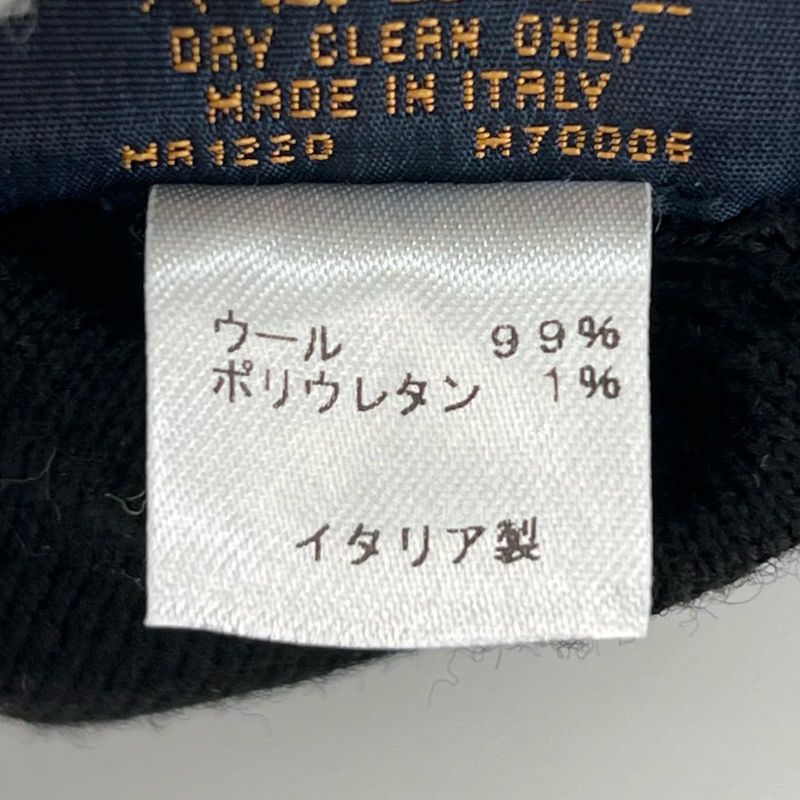 DRY CLEAN ONLY
MADE IN ITALY
MR1220 M70006
ウール 99%
ポリウレタン 1%
イタリア製